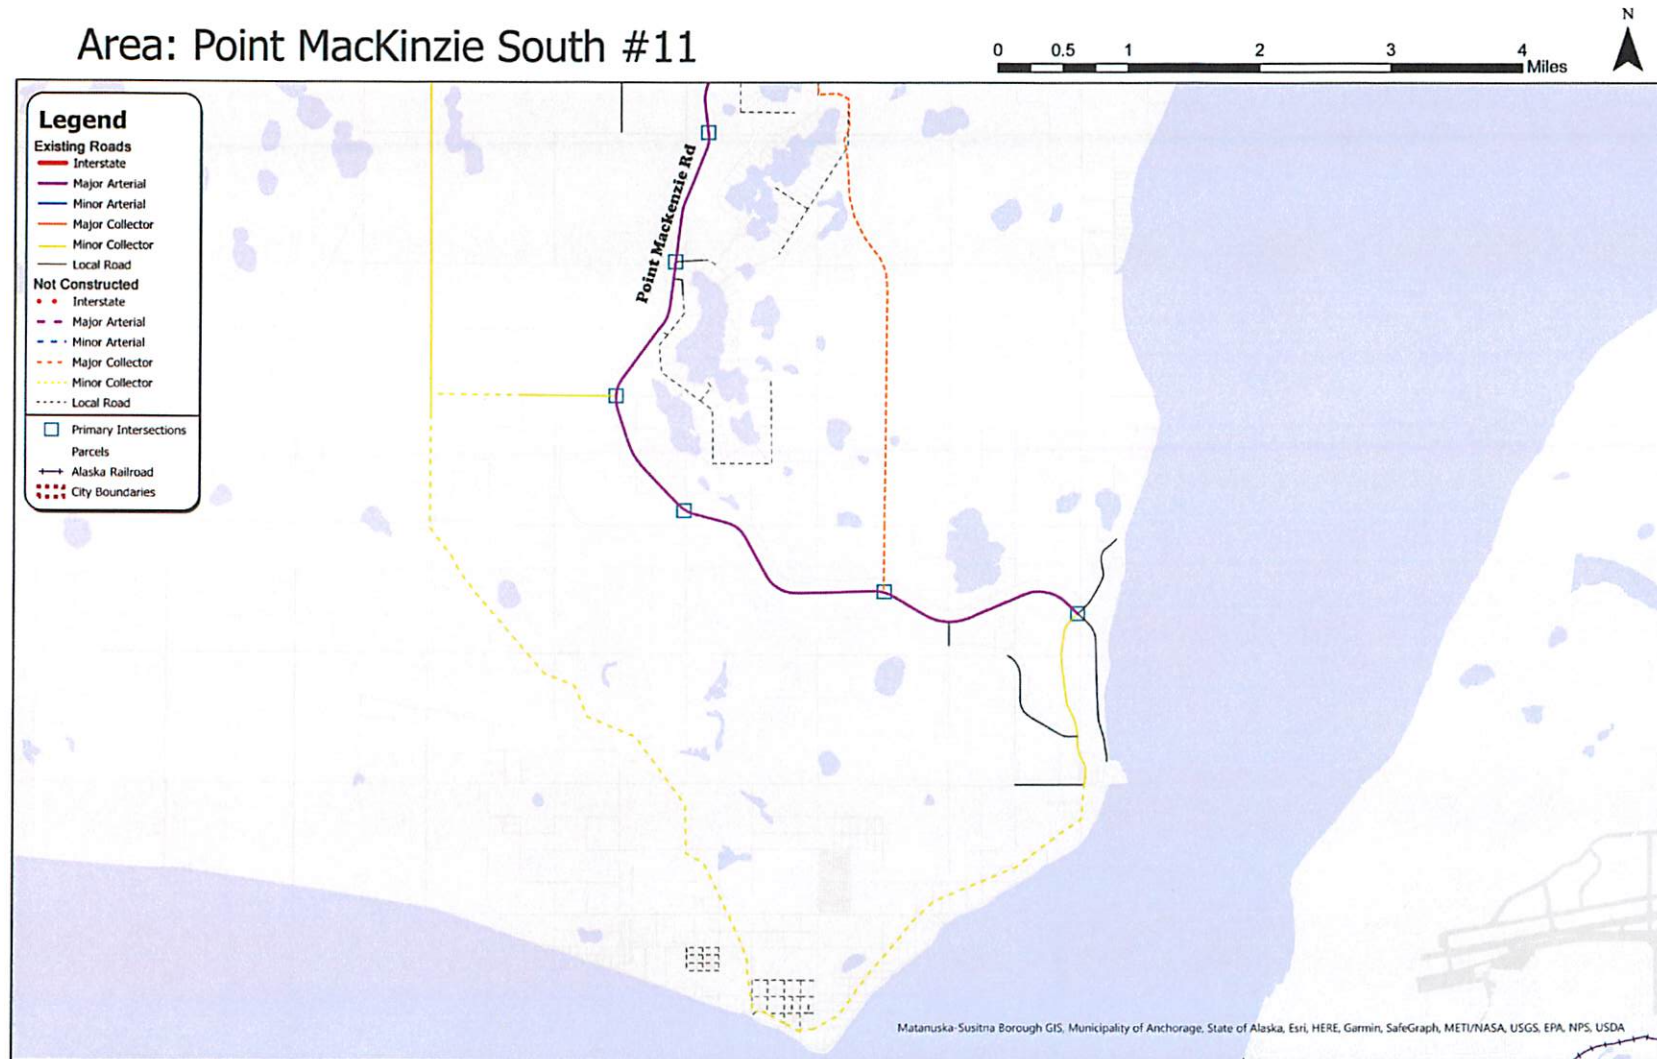 Area: Point MacKinzie South #11
0 0.5 1 2 3 4
Miles
N
Legend
Existing Roads
Interstate
Major Arterial
Minor Arterial
Major Collector
Minor Collector
Local Road
Not Constructed
Interstate
Major Arterial
Minor Arterial
Major Collector
Minor Collector
Local Road
Primary Intersections
Parcels
Alaska Railroad
City Boundaries
Point Mackenzie Rd
Matanuska-Susitna Borough GIS, Municipality of Anchorage, State of Alaska, Esri, HERE, Garmin, SafeGraph, METI/NASA, USGS, EPA, NPS, USDA